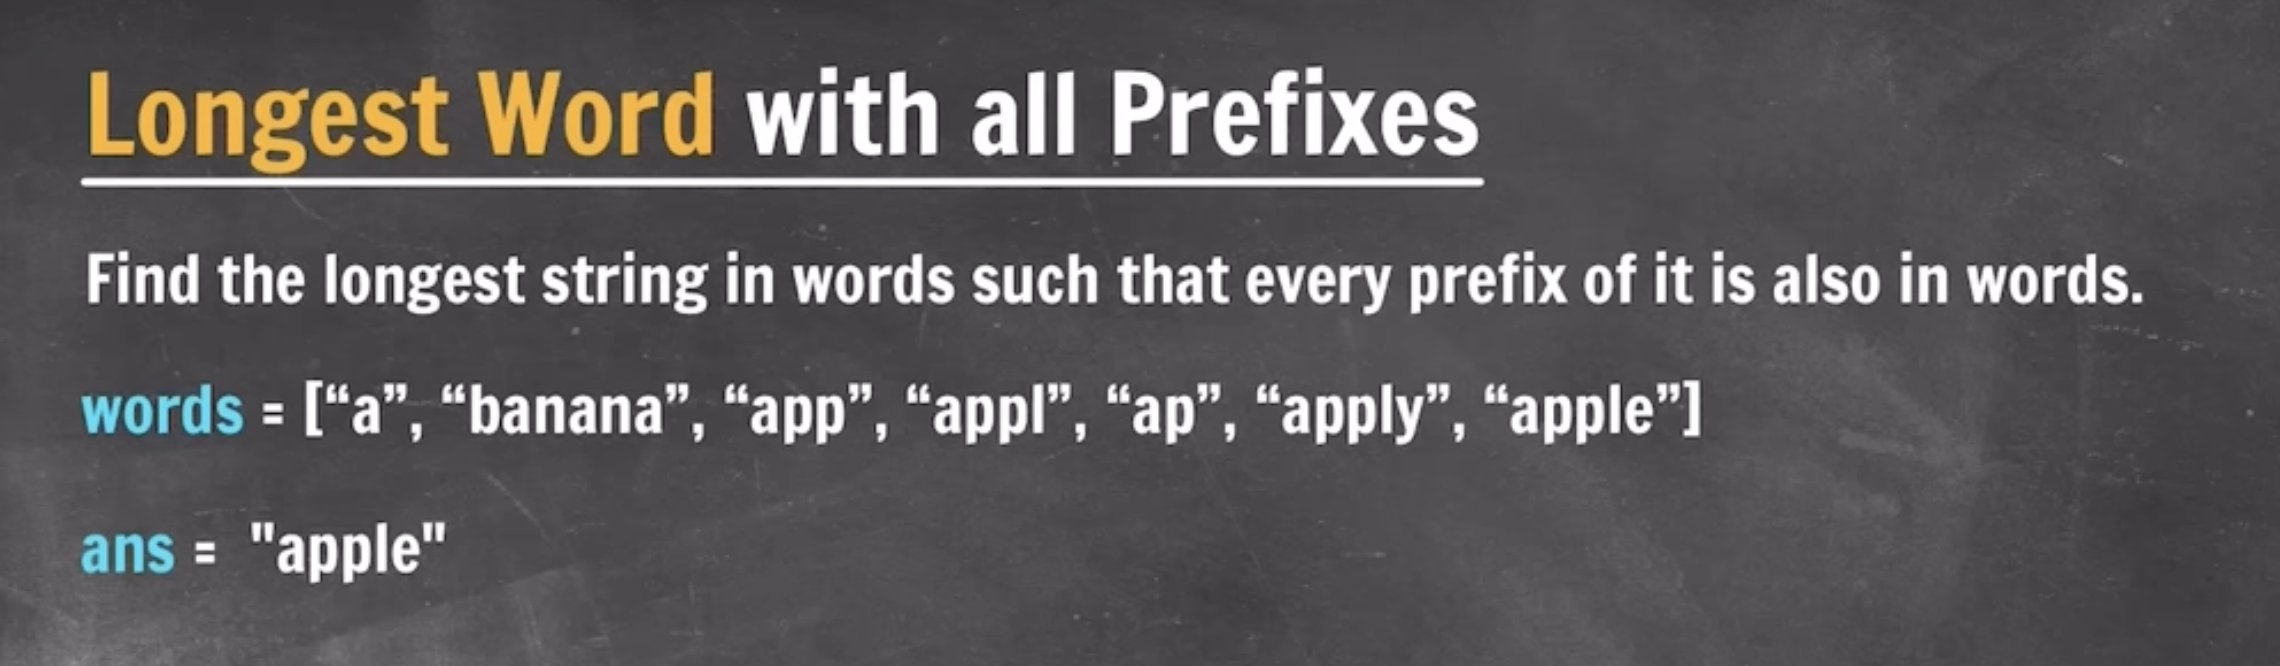 Longest Word with all Prefixes
Find the longest string in words such that every prefix of it is also in words.
words = [“a”, “banana”, “app”, “appl”, “ap”, “apply”, “apple”]
ans = "apple"